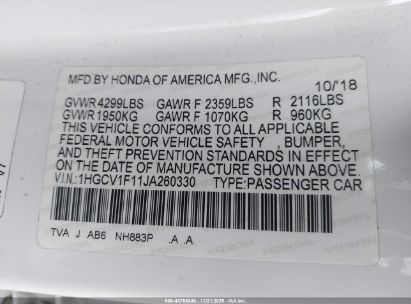 MFD BY HONDA OF AMERICA MFG.,INC. 10/'18
GVWR 4299LBS GAWR F 2359LBS R 2116LBS
GVWR 1950KG GAWR F 1070KG R 960KG
THIS VEHICLE CONFORMS TO ALL APPLICABLE
FEDERAL MOTOR VEHICLE SAFETY , BUMPER,
AND THEFT PREVENTION STANDARDS IN EFFECT
ON THE DATE OF MANUFACTURE SHOWN ABOVE.
V.I.N.:1HGCV1F11JA260330 TYPE:PASSENGER CAR
TVA J AB6 NH883P .A .A